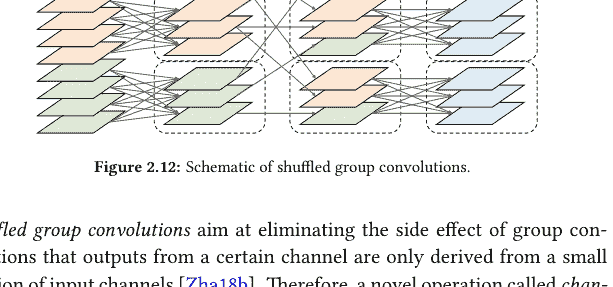 Figure 2.12: Schematic of shuffled group convolutions.
fled group convolutions aim at eliminating the side effect of group con-
tions that outputs from a certain channel are only derived from a small
ion of input channels [Zha18b]. Therefore, a novel operation called chan-